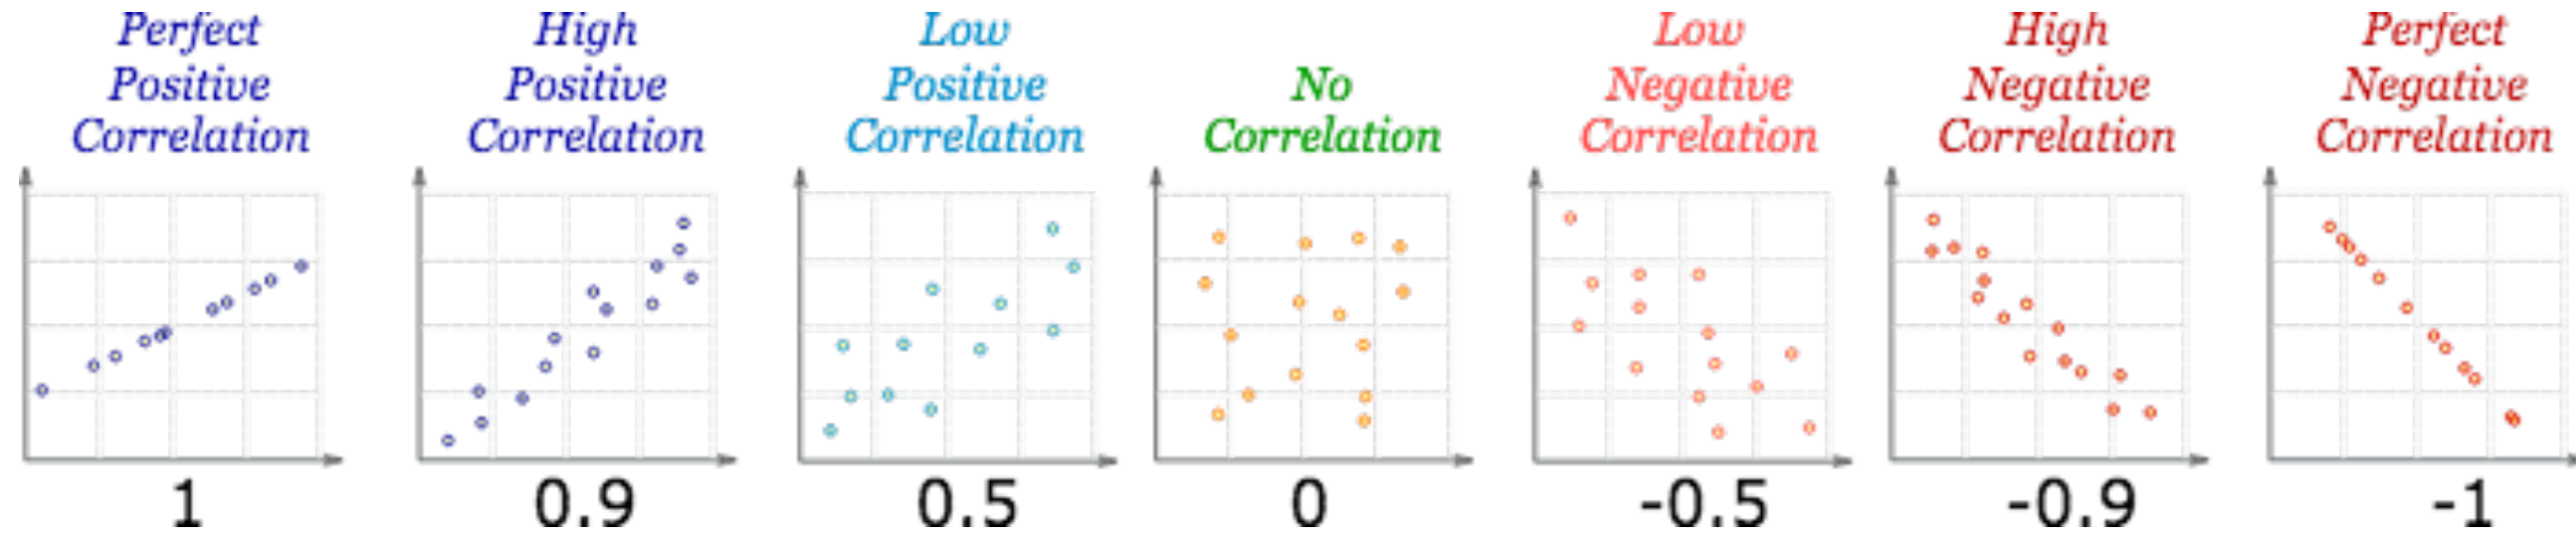 Perfect
Positive
Correlation
High
Positive
Correlation
Low
Positive
Correlation
No
Correlation
Low
Negative
Correlation
High
Negative
Correlation
Perfect
Negative
Correlation
1
0.9
0.5
0
-0.5
-0.9
-1